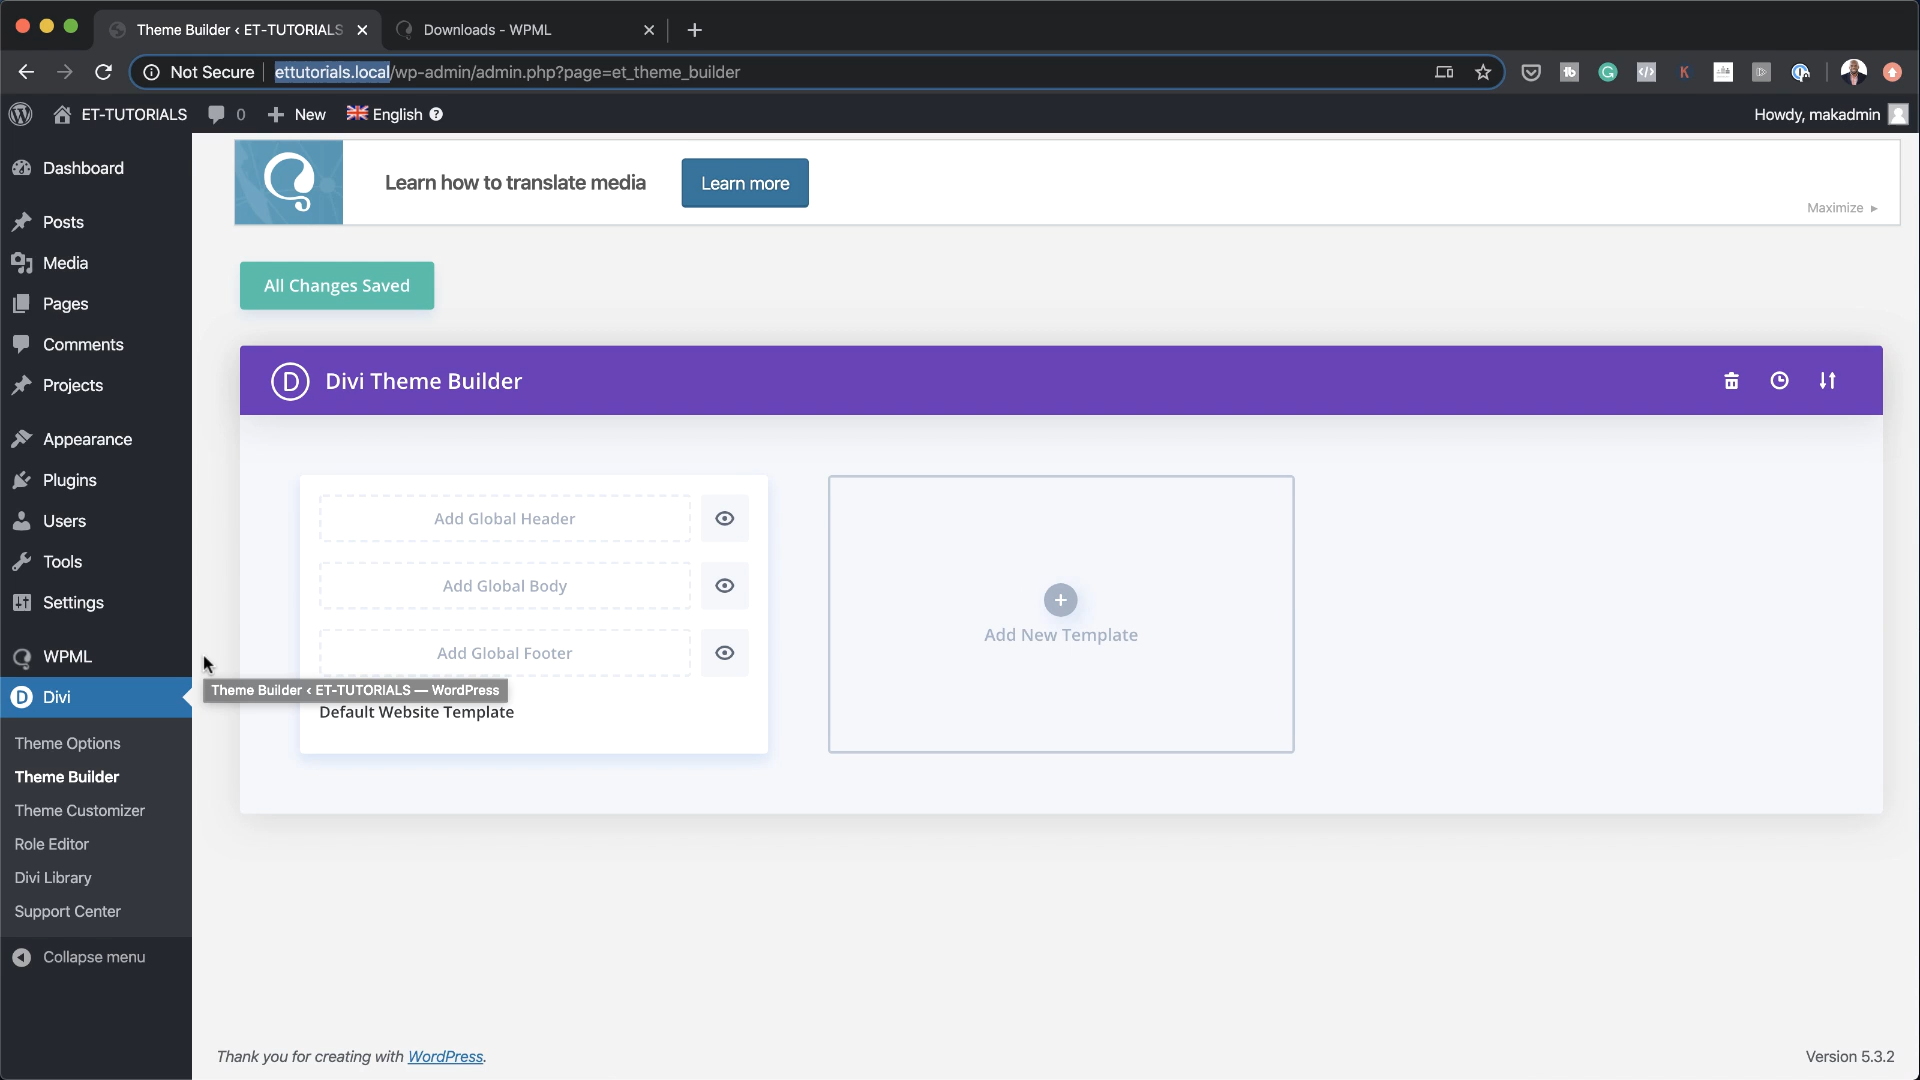 Theme Builder ‹ ET-TUTORIALS
Downloads - WPML
Not Secure
ettutorials.local/wp-admin/admin.php?page=et_theme_builder
ET-TUTORIALS
0
New
English
Howdy, makadmin
Dashboard
Posts
Media
Pages
Comments
Projects
Appearance
Plugins
Users
Tools
Settings
WPML
Divi
Theme Options
Theme Builder
Theme Customizer
Role Editor
Divi Library
Support Center
Collapse menu
Learn how to translate media
Learn more
Maximize
All Changes Saved
Divi Theme Builder
Add Global Header
Add Global Body
Add Global Footer
Theme Builder ‹ ET-TUTORIALS — WordPress
Default Website Template
Add New Template
Thank you for creating with WordPress.
Version 5.3.2